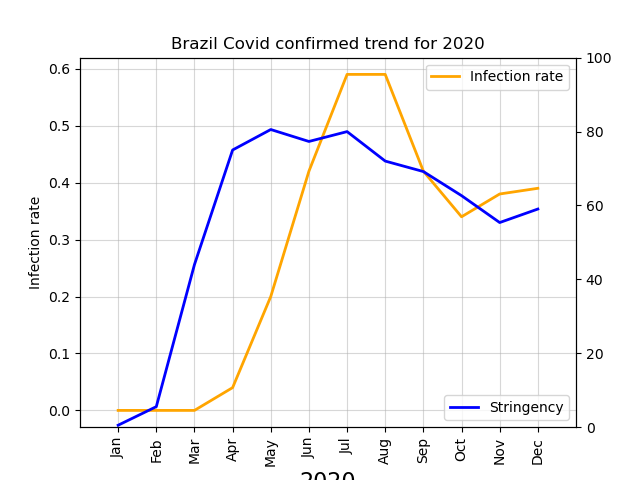 Brazil Covid confirmed trend for 2020
Infection rate
0.6
0.5
0.4
0.3
0.2
0.1
0.0
Infection rate
100
80
60
40
20
0
Stringency
Jan
Feb
Mar
Apr
May
Jun
Jul
Aug
Sep
Oct
Nov
Dec
2020